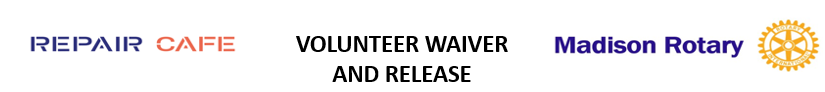 REPAIR CAFE
VOLUNTEER WAIVER
AND RELEASE
Madison Rotary